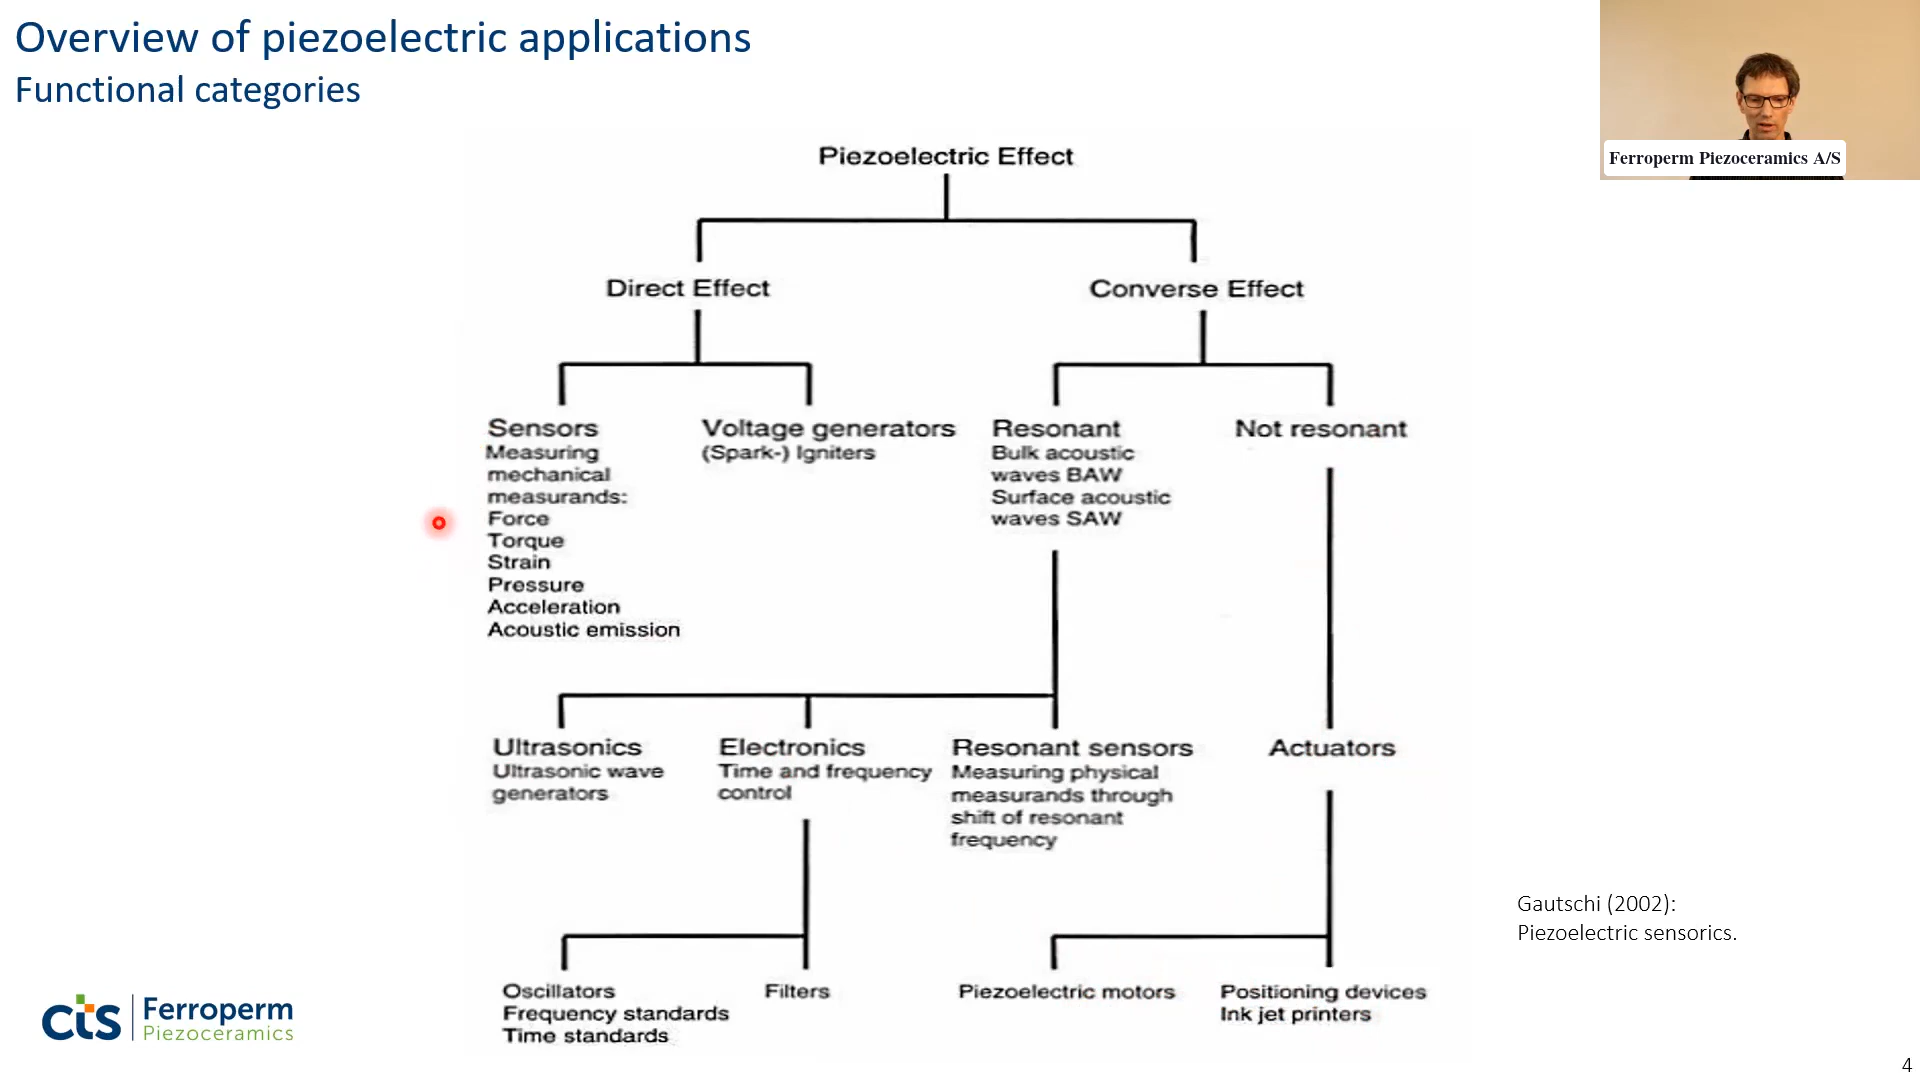 Overview of piezoelectric applications
Functional categories
Ferroperm Piezoceramics A/S
Piezoelectric Effect
Direct Effect
Converse Effect
Sensors
Measuring
mechanical
measurands:
Force
Torque
Strain
Pressure
Acceleration
Acoustic emission
Voltage generators
(Spark-) Igniters
Resonant
Bulk acoustic
waves BAW
Surface acoustic
waves SAW
Not resonant
Ultrasonics
Ultrasonic wave
generators
Electronics
Time and frequency
control
Resonant sensors
Measuring physical
measurands through
shift of resonant
frequency
Actuators
Oscillators
Frequency standards
Time standards
Filters
Piezoelectric motors
Positioning devices
Ink jet printers
Gautschi (2002):
Piezoelectric sensorics.
cts
Ferroperm
Piezoceramics
4